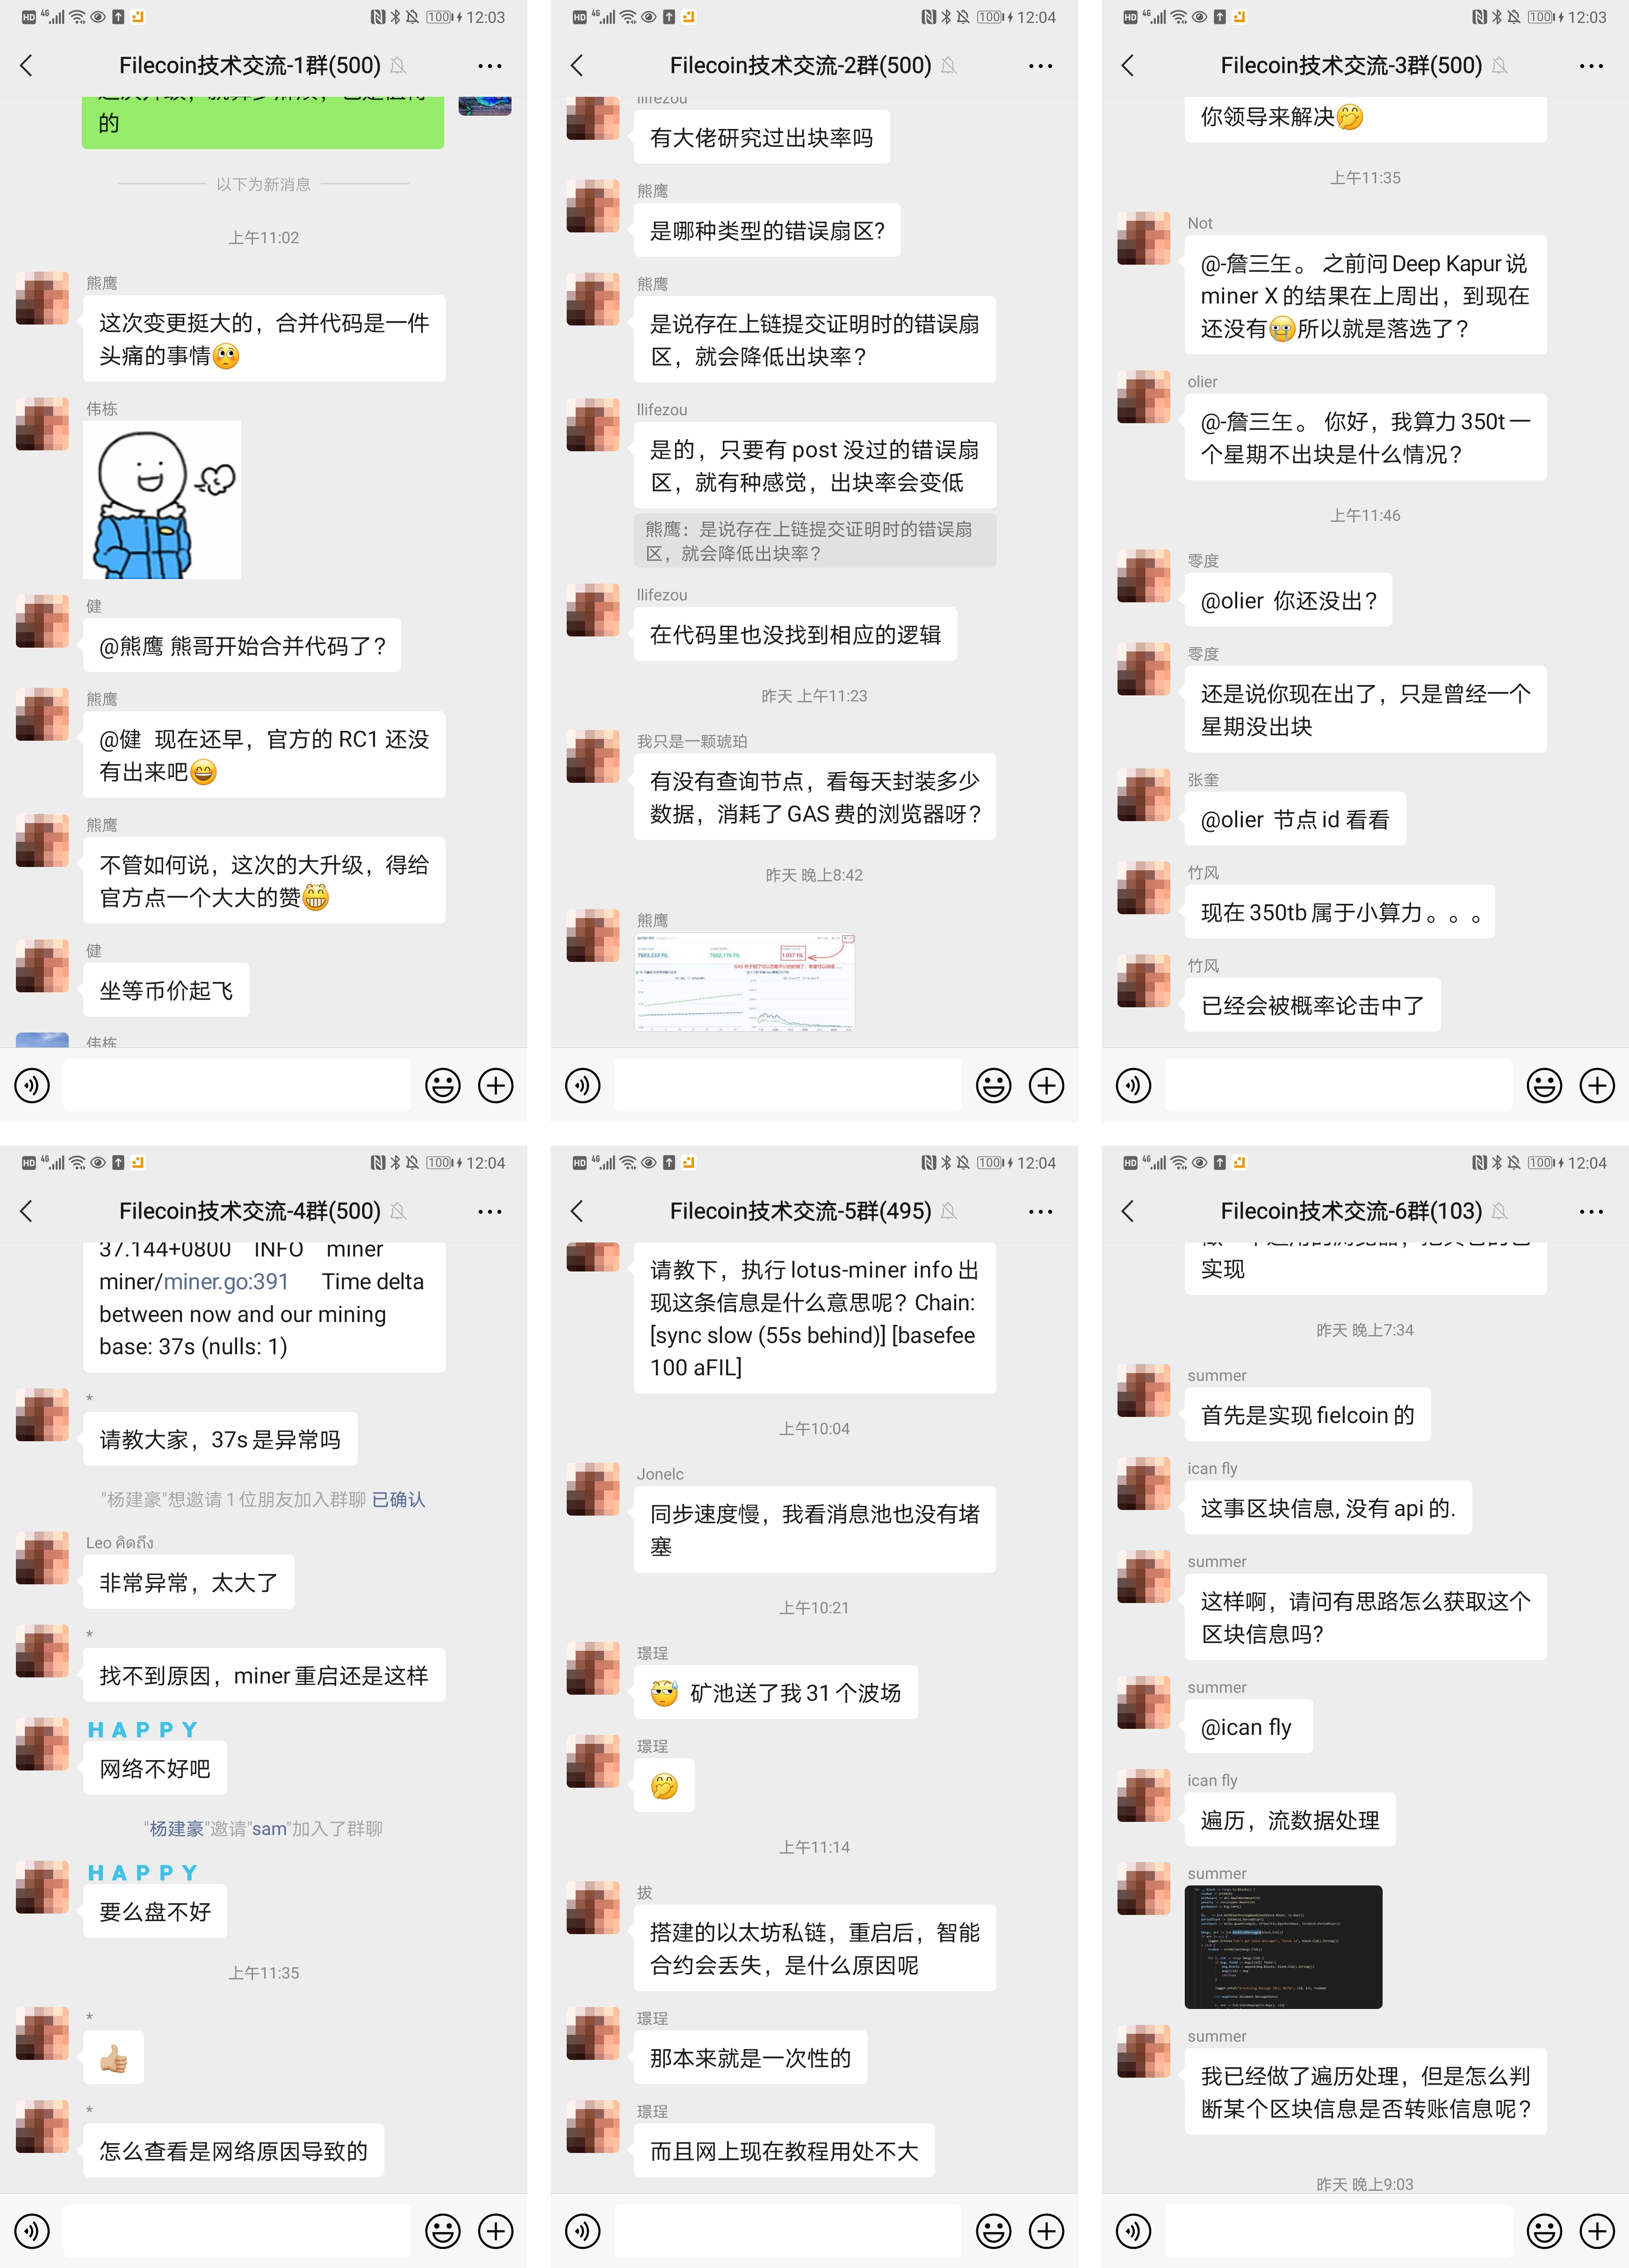 HD 4G 100 12:03
Filecoin技术交流-1群(500)
的
以下为新消息
上午11:02
熊鹰
这次变更挺大的，合并代码是一件
头痛的事情🥺
伟栋
健
@熊鹰 熊哥开始合并代码了？
熊鹰
@健 现在还早，官方的 RC1 还没
有出来吧😄
熊鹰
不管如何说，这次的大升级，得给
官方点一个大大的赞😁
健
坐等币价起飞
伟栋
HD 4G 100 12:04
Filecoin技术交流-2群(500)
llifezou
有大佬研究过出块率吗
熊鹰
是哪种类型的错误扇区？
熊鹰
是说存在上链提交证明时的错误扇
区，就会降低出块率？
llifezou
是的，只要有 post 没过的错误扇
区，就有种感觉，出块率会变低
熊鹰：是说存在上链提交证明时的错误扇
区，就会降低出块率？
llifezou
在代码里也没找到相应的逻辑
昨天 上午11:23
我只是一颗琥珀
有没有查询节点，看每天封装多少
数据，消耗了 GAS 费的浏览器呀？
昨天 晚上8:42
熊鹰
7603.233 FIL
7602.176 FIL
1.057 FIL
HD 4G 100 12:03
Filecoin技术交流-3群(500)
你领导来解决🤭
上午11:35
Not
@-詹三生。 之前问 Deep Kapur 说
miner X 的结果在上周出，到现在
还没有😢所以就是落选了？
olier
@-詹三生。 你好，我算力 350t 一
个星期不出块是什么情况？
上午11:46
零度
@olier 你还没出？
零度
还是说你现在出了，只是曾经一个
星期没出块
张奎
@olier 节点 id 看看
竹风
现在 350tb 属于小算力。。。
竹风
已经会被概率论击中了
HD 4G 100 12:04
Filecoin技术交流-4群(500)
37.144+0800 INFO miner
miner/miner.go:391 Time delta
between now and our mining
base: 37s (nulls: 1)
*
请教大家，37s 是异常吗
"杨建豪"想邀请 1 位朋友加入群聊 已确认
Leo คิดถึง
非常异常，太大了
*
找不到原因，miner 重启还是这样
HAPPY
网络不好吧
"杨建豪"邀请"sam"加入了群聊
HAPPY
要么盘不好
上午11:35
*
👍🏼
*
怎么查看是网络原因导致的
HD 4G 100 12:04
Filecoin技术交流-5群(495)
请教下，执行 lotus-miner info 出
现这条信息是什么意思呢？Chain:
[sync slow (55s behind)] [basefee
100 aFIL]
上午10:04
Jonelc
同步速度慢，我看消息池也没有堵
塞
上午10:21
璟珵
😓 矿池送了我 31 个波场
璟珵
🤭
上午11:14
拔
搭建的以太坊私链，重启后，智能
合约会丢失，是什么原因呢
璟珵
那本来就是一次性的
璟珵
而且网上现在教程用处不大
HD 4G 100 12:04
Filecoin技术交流-6群(103)
实现
昨天 晚上7:34
summer
首先是实现 fielcoin 的
ican fly
这事区块信息, 没有 api 的.
summer
这样啊，请问有思路怎么获取这个
区块信息吗?
summer
@ican fly
ican fly
遍历，流数据处理
summer
summer
我已经做了遍历处理，但是怎么判
断某个区块信息是否转账信息呢？
昨天 晚上9:03